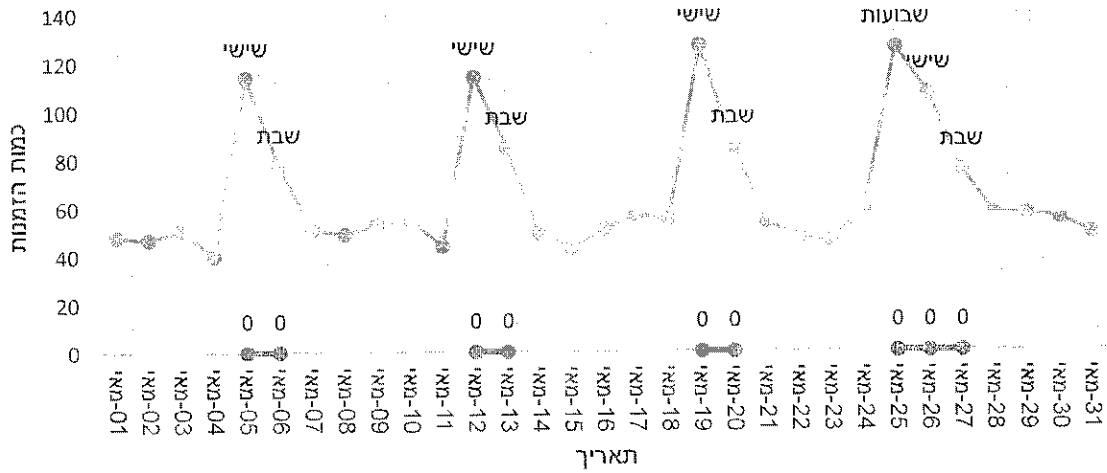 140
120
100
80
60
40
20
0
כמות הזמנות
שישי
שבת
שישי
שבת
שישי
שבת
שבועות
שישי
שבת
0 0
0 0
0 0
0 0 0
01-מאי
02-מאי
03-מאי
04-מאי
05-מאי
06-מאי
07-מאי
08-מאי
09-מאי
10-מאי
11-מאי
12-מאי
13-מאי
14-מאי
15-מאי
16-מאי
17-מאי
18-מאי
19-מאי
20-מאי
21-מאי
22-מאי
23-מאי
24-מאי
25-מאי
26-מאי
27-מאי
28-מאי
29-מאי
30-מאי
31-מאי
תאריך